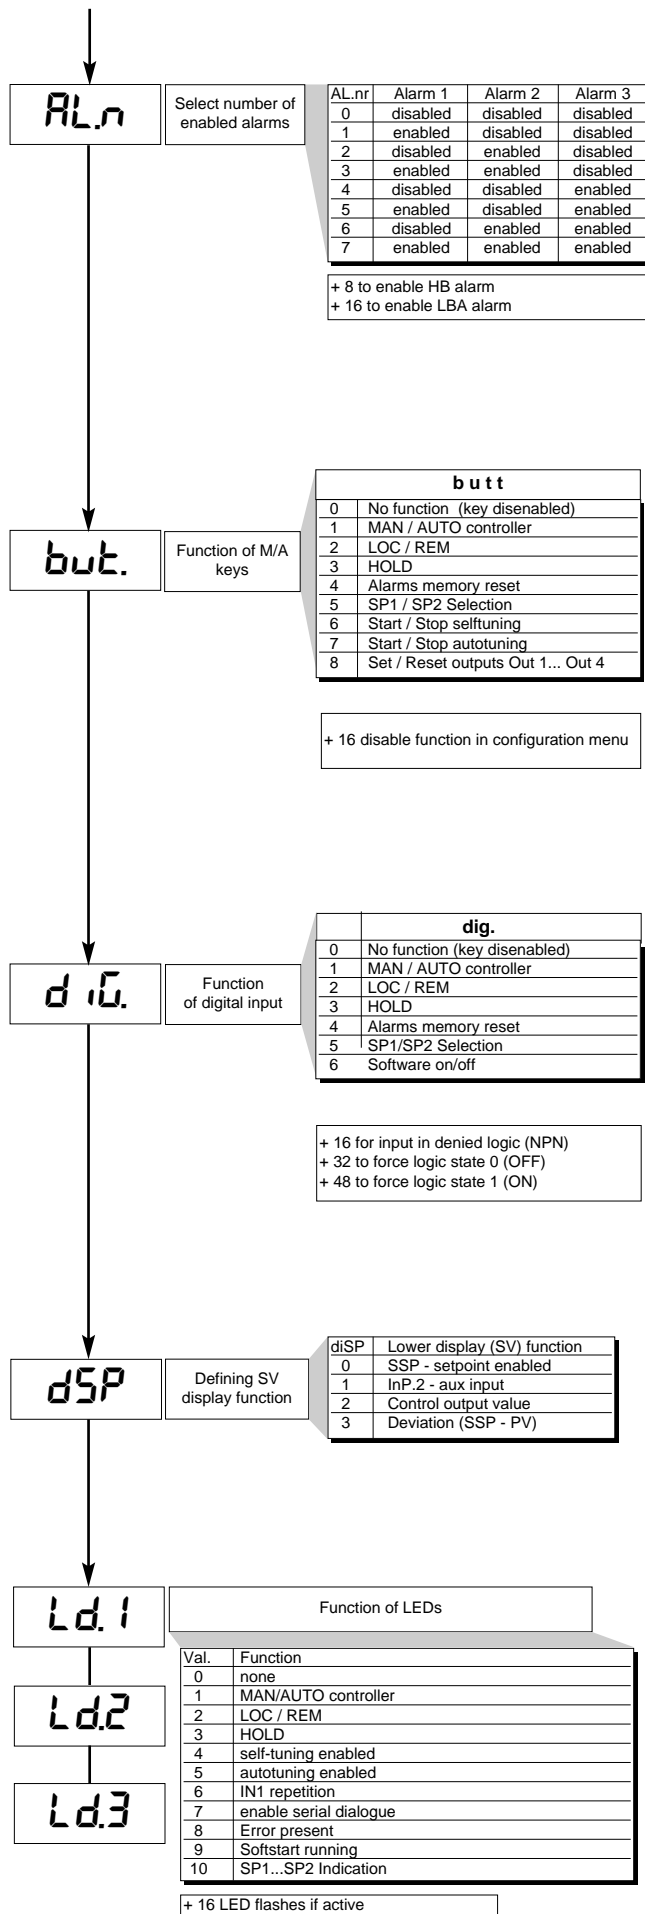 AL.n
Select number of
enabled alarms
AL.nr Alarm 1 Alarm 2 Alarm 3
0 disabled disabled disabled
1 enabled disabled disabled
2 disabled enabled disabled
3 enabled enabled disabled
4 disabled disabled enabled
5 enabled disabled enabled
6 disabled enabled enabled
7 enabled enabled enabled
+ 8 to enable HB alarm
+ 16 to enable LBA alarm
but.
Function of M/A
keys
b u t t
0 No function (key disenabled)
1 MAN / AUTO controller
2 LOC / REM
3 HOLD
4 Alarms memory reset
5 SP1 / SP2 Selection
6 Start / Stop selftuning
7 Start / Stop autotuning
8 Set / Reset outputs Out 1... Out 4
+ 16 disable function in configuration menu
diG.
Function
of digital input
dig.
0 No function (key disenabled)
1 MAN / AUTO controller
2 LOC / REM
3 HOLD
4 Alarms memory reset
5 SP1/SP2 Selection
6 Software on/off
+ 16 for input in denied logic (NPN)
+ 32 to force logic state 0 (OFF)
+ 48 to force logic state 1 (ON)
dSP
Defining SV
display function
diSP Lower display (SV) function
0 SSP - setpoint enabled
1 InP.2 - aux input
2 Control output value
3 Deviation (SSP - PV)
Ld.1
Function of LEDs
Val. Function
0 none
1 MAN/AUTO controller
2 LOC / REM
3 HOLD
4 self-tuning enabled
5 autotuning enabled
6 IN1 repetition
7 enable serial dialogue
8 Error present
9 Softstart running
10 SP1...SP2 Indication
Ld.2
Ld.3
+ 16 LED flashes if active